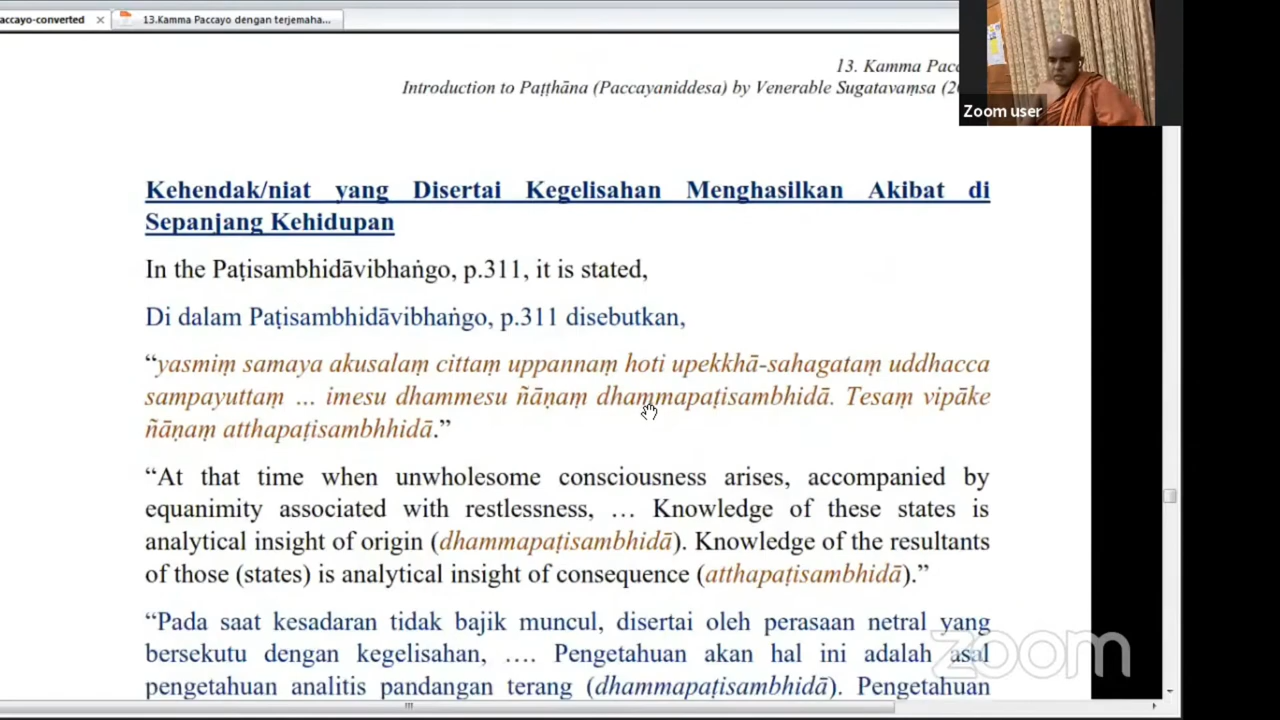 accayo-converted
13.Kamma Paccayo dengan terjemaha...
13. Kamma Pacc
Introduction to Paṭṭhāna (Paccayaniddesa) by Venerable Sugatavaṃsa (20
Zoom user
Kehendak/niat yang Disertai Kegelisahan Menghasilkan Akibat di
Sepanjang Kehidupan
In the Paṭisambhidāvibhaṅgo, p.311, it is stated,
Di dalam Paṭisambhidāvibhaṅgo, p.311 disebutkan,
“yasmiṃ samaya akusalaṃ cittaṃ uppannaṃ hoti upekkhā-sahagataṃ uddhacca
sampayuttaṃ ... imesu dhammesu ñāṇaṃ dhammapaṭisambhidā. Tesaṃ vipāke
ñāṇaṃ atthapaṭisambhhidā.”
“At that time when unwholesome consciousness arises, accompanied by
equanimity associated with restlessness, … Knowledge of these states is
analytical insight of origin (dhammapaṭisambhidā). Knowledge of the resultants
of those (states) is analytical insight of consequence (atthapaṭisambhidā).”
“Pada saat kesadaran tidak bajik muncul, disertai oleh perasaan netral yang
bersekutu dengan kegelisahan, …. Pengetahuan akan hal ini adalah asal
pengetahuan analitis pandangan terang (dhammapaṭisambhidā). Pengetahuan
zoom